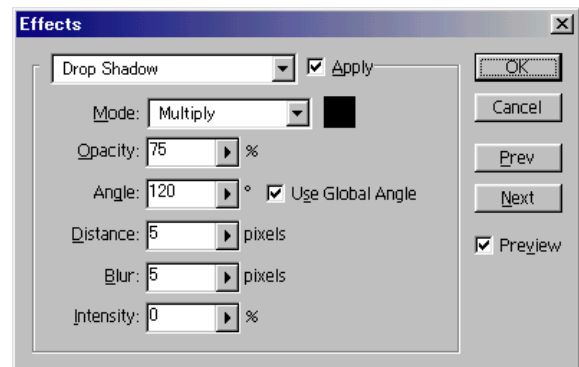 Effects
Drop Shadow Apply OK
Mode: Multiply Cancel
Opacity: 75 % Prev
Angle: 120 ° Use Global Angle Next
Distance: 5 pixels Preview
Blur: 5 pixels
Intensity: 0 %